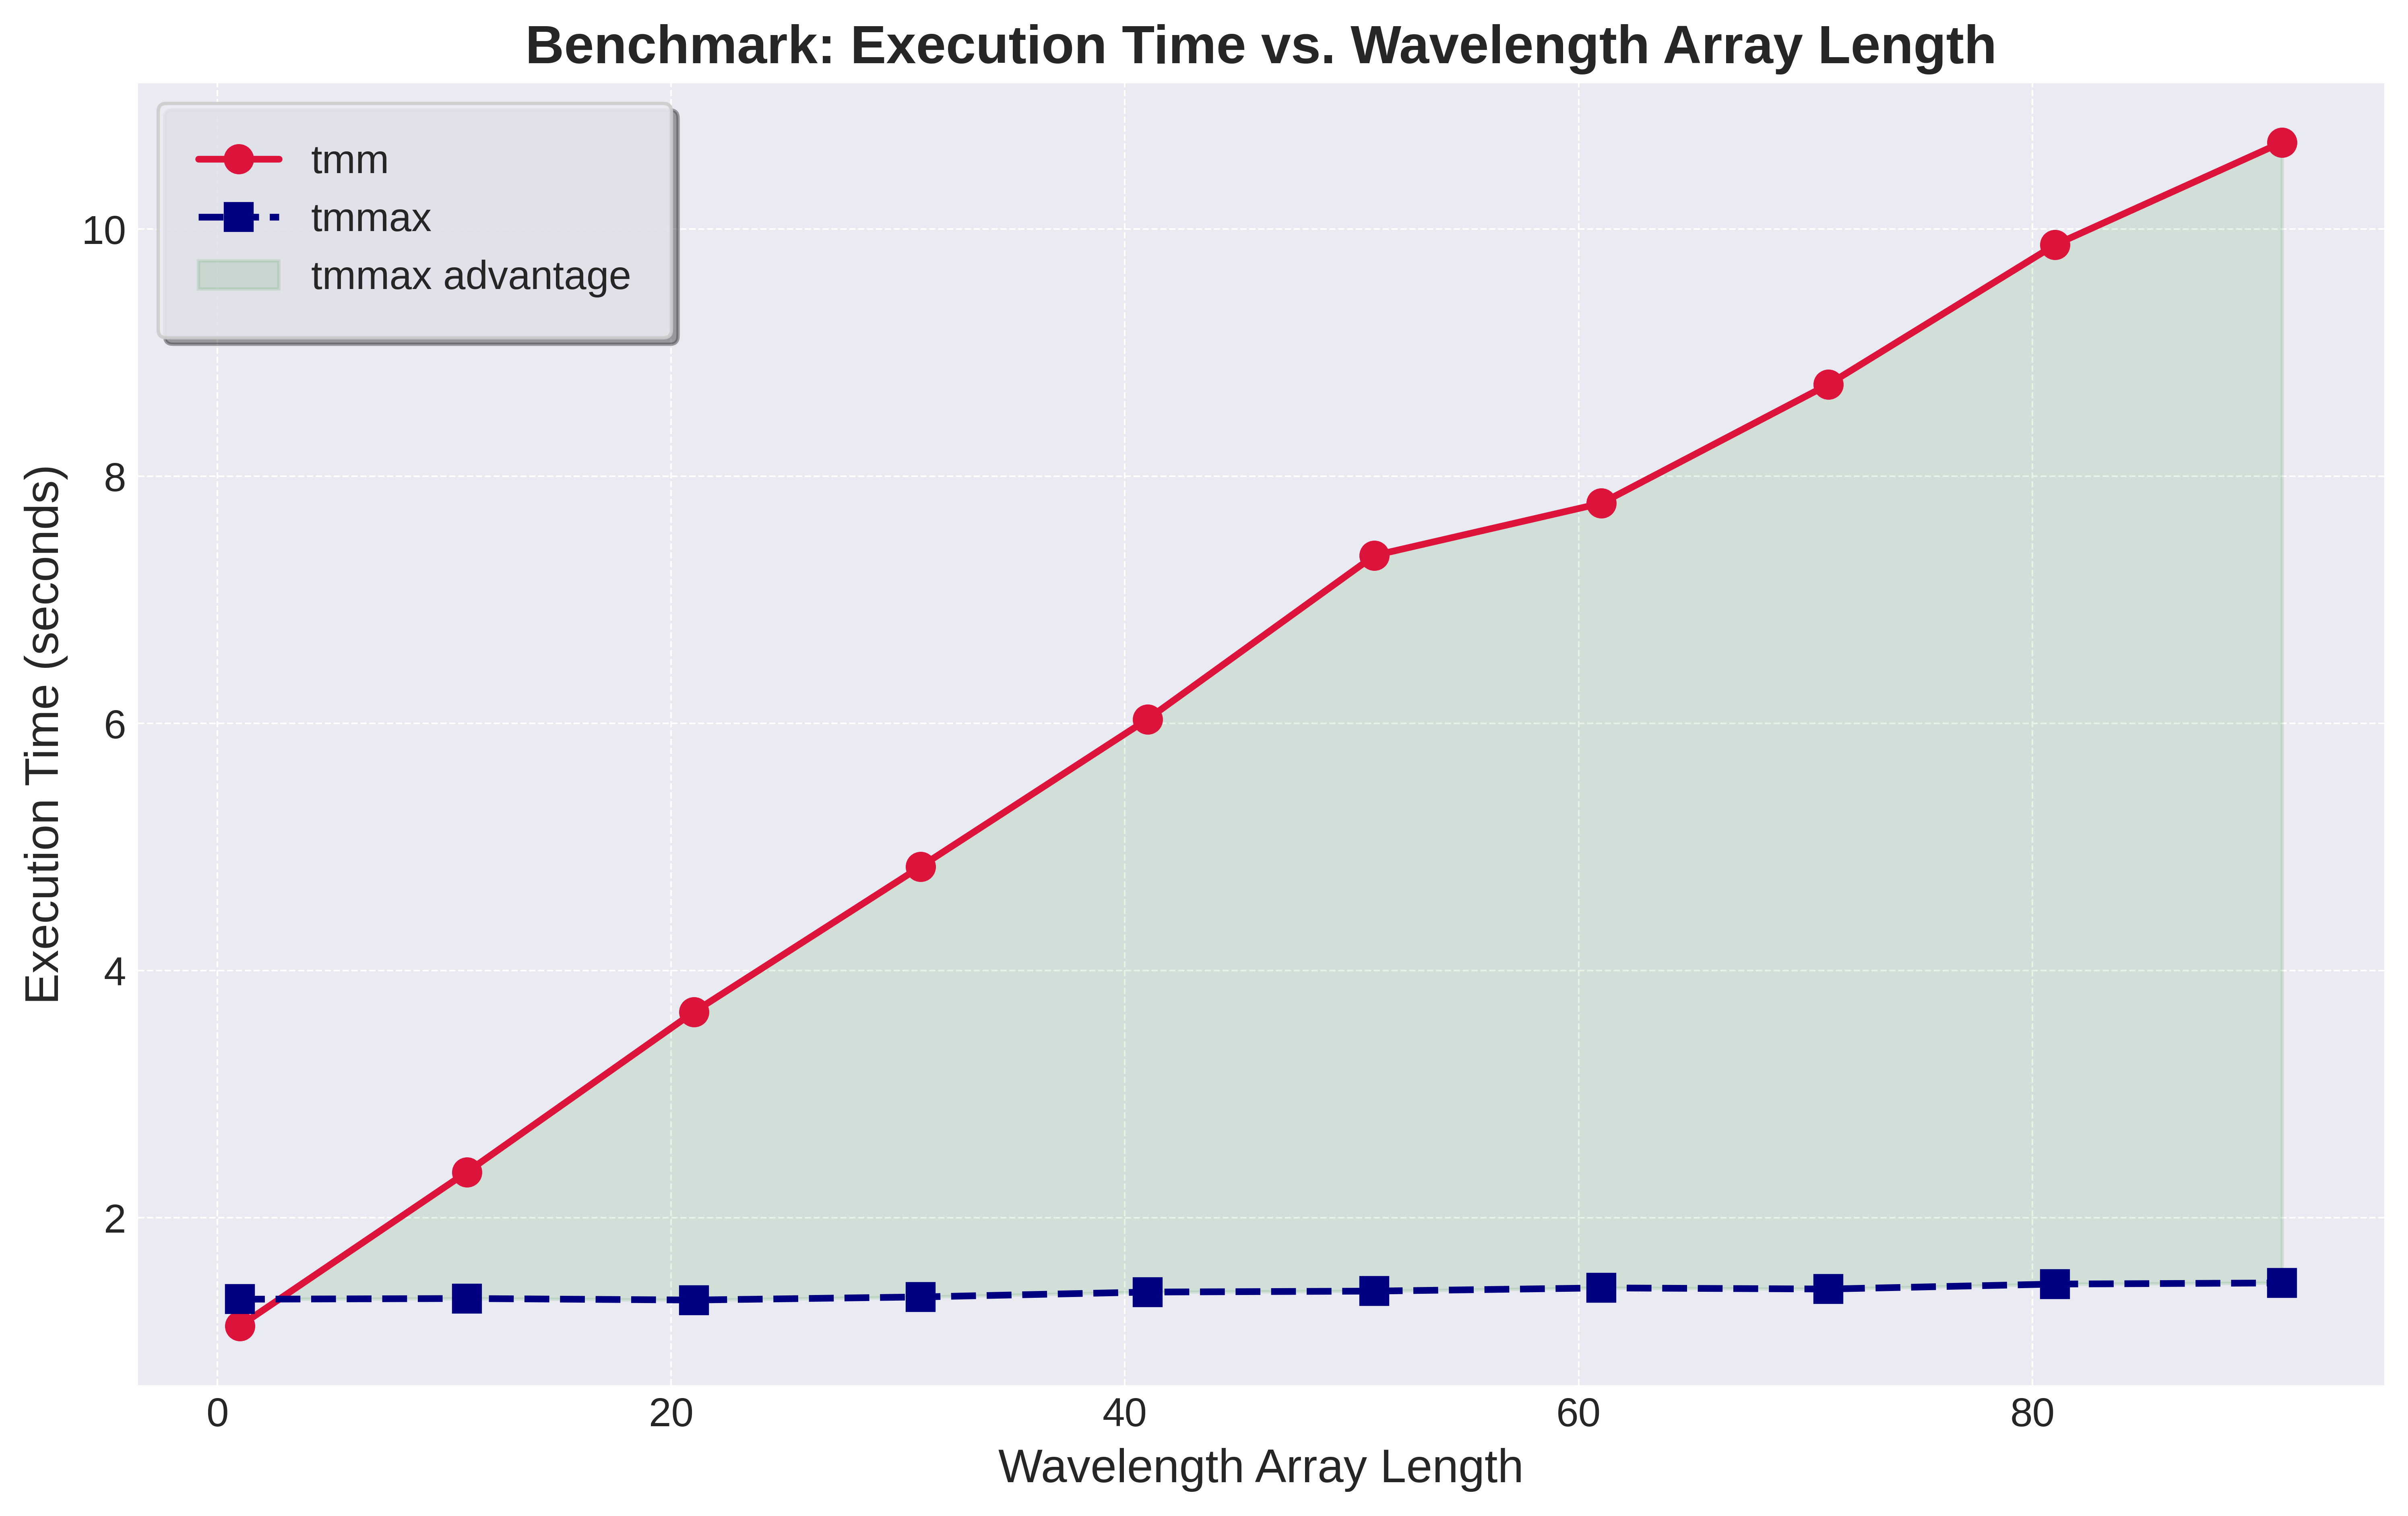 Benchmark: Execution Time vs. Wavelength Array Length
tmm
tmmax
tmmax advantage
Execution Time (seconds)
10
8
6
4
2
0 20 40 60 80
Wavelength Array Length